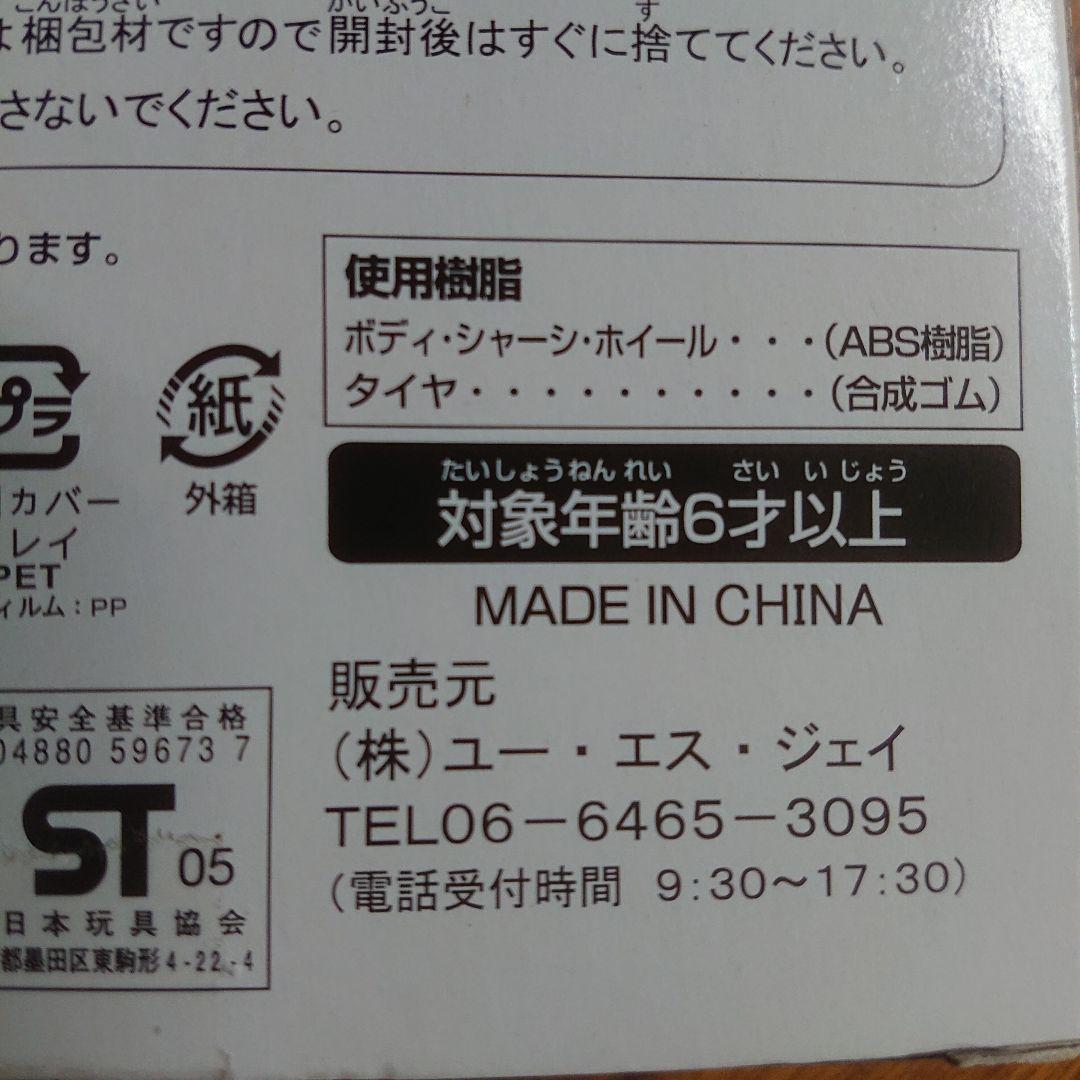 梱包材ですので開封後はすぐに捨ててください。
さないでください。
ります。
使用樹脂
ボディ・シャーシ・ホイール・・・(ABS樹脂)
タイヤ・・・・・・・・・・(合成ゴム)
プラ
紙
カバー
外箱
レイ
PET
ィルム:PP
たいしょうねんれい さい いじょう
対象年齢6才以上
MADE IN CHINA
販売元
(株)ユー・エス・ジェイ
TEL06-6465-3095
(電話受付時間 9:30〜17:30)
具安全基準合格
04880 59673 7
ST 05
日本玩具協会
都墨田区東駒形4-22-4